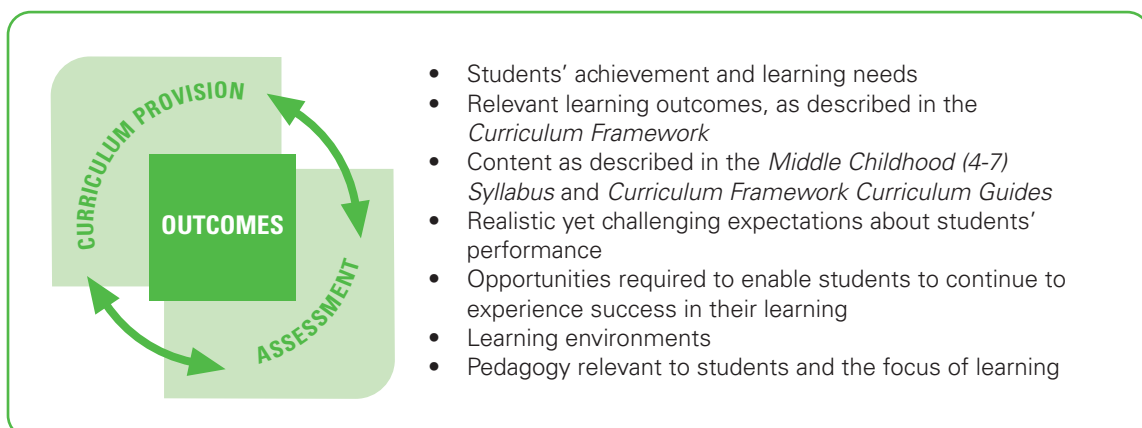 CURRICULUM PROVISION
OUTCOMES
ASSESSMENT
• Students’ achievement and learning needs
• Relevant learning outcomes, as described in the
Curriculum Framework
• Content as described in the Middle Childhood (4-7)
Syllabus and Curriculum Framework Curriculum Guides
• Realistic yet challenging expectations about students’
performance
• Opportunities required to enable students to continue to
experience success in their learning
• Learning environments
• Pedagogy relevant to students and the focus of learning